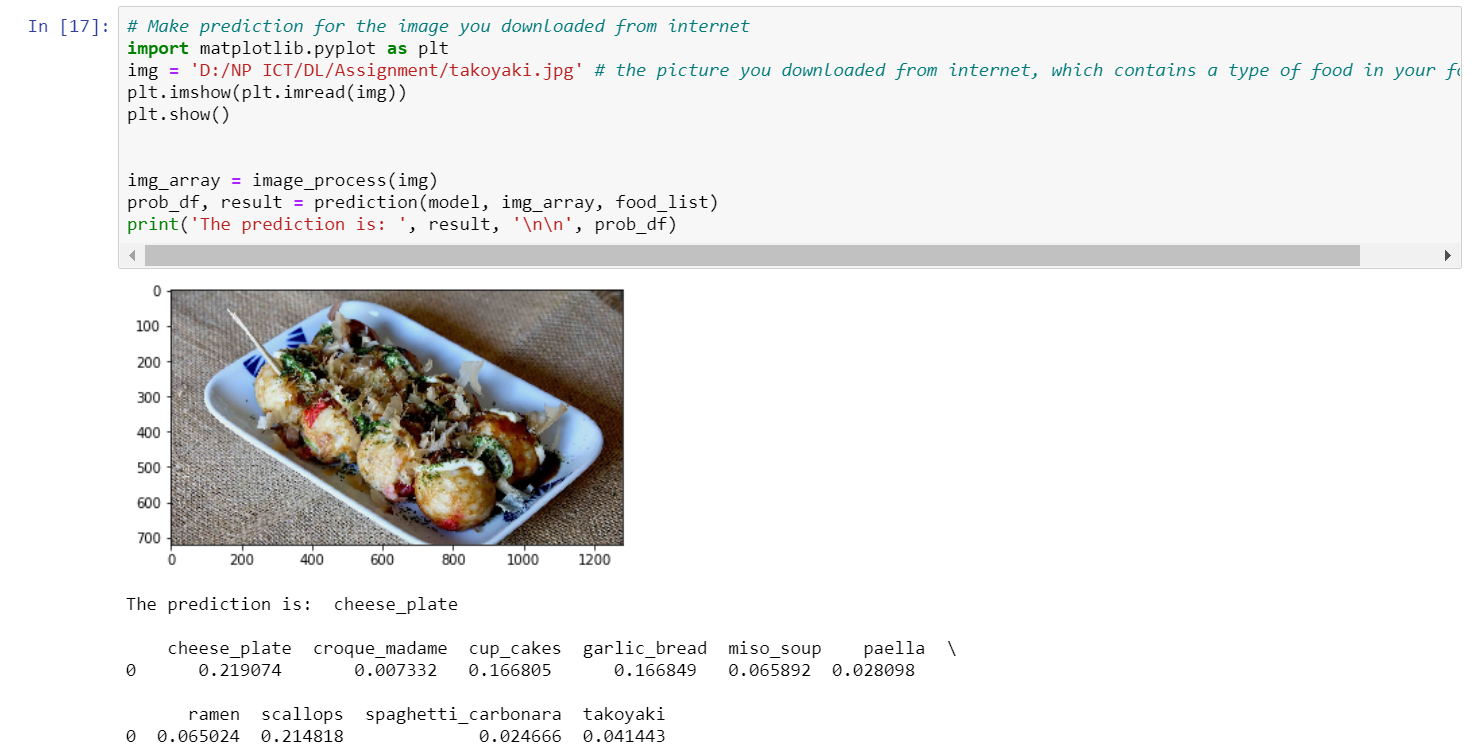 In [17]:
# Make prediction for the image you downloaded from internet
import matplotlib.pyplot as plt
img = 'D:/NP ICT/DL/Assignment/takoyaki.jpg' # the picture you downloaded from internet, which contains a type of food in your
plt.imshow(plt.imread(img))
plt.show()
img_array = image_process(img)
prob_df, result = prediction(model, img_array, food_list)
print('The prediction is: ', result, '\n\n', prob_df)
0
100
200
300
400
500
600
700
0 200 400 600 800 1000 1200
The prediction is:  cheese_plate
cheese_plate croque_madame cup_cakes garlic_bread miso_soup paella \
0 0.219074 0.007332 0.166805 0.166849 0.065892 0.028098
ramen scallops spaghetti_carbonara takoyaki
0 0.065024 0.214818 0.024666 0.041443